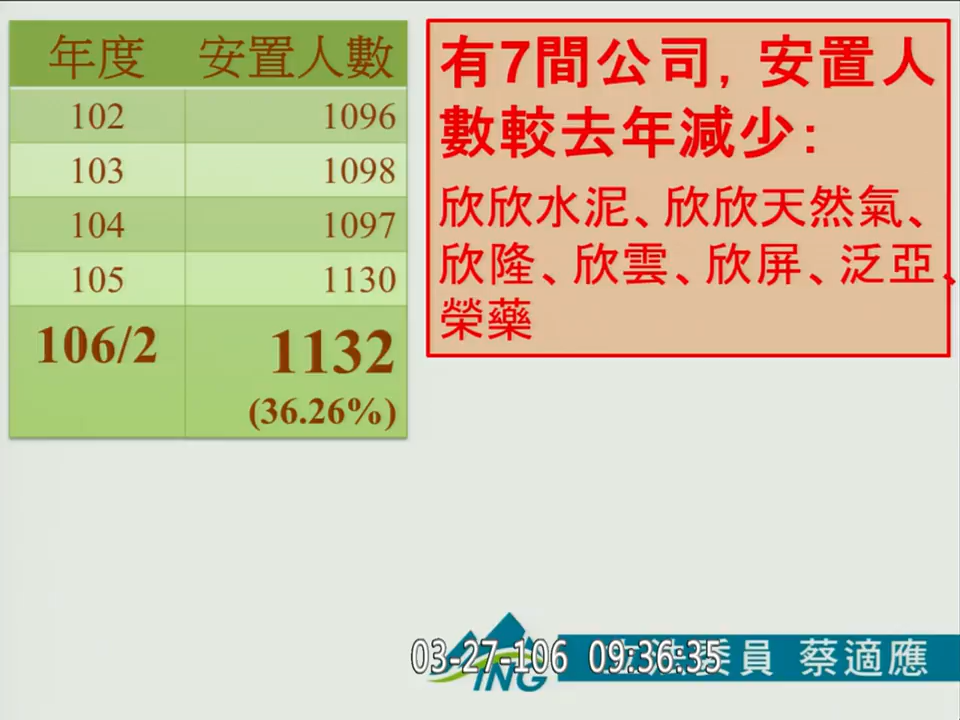 年度 安置人數
102 1096
103 1098
104 1097
105 1130
106/2 1132
(36.26%)
有7間公司,安置人
數較去年減少:
欣欣水泥、欣欣天然氣、
欣隆、欣雲、欣屏、泛亞、
榮藥
03-27-106 09:36:35
委員 蔡適應
ING